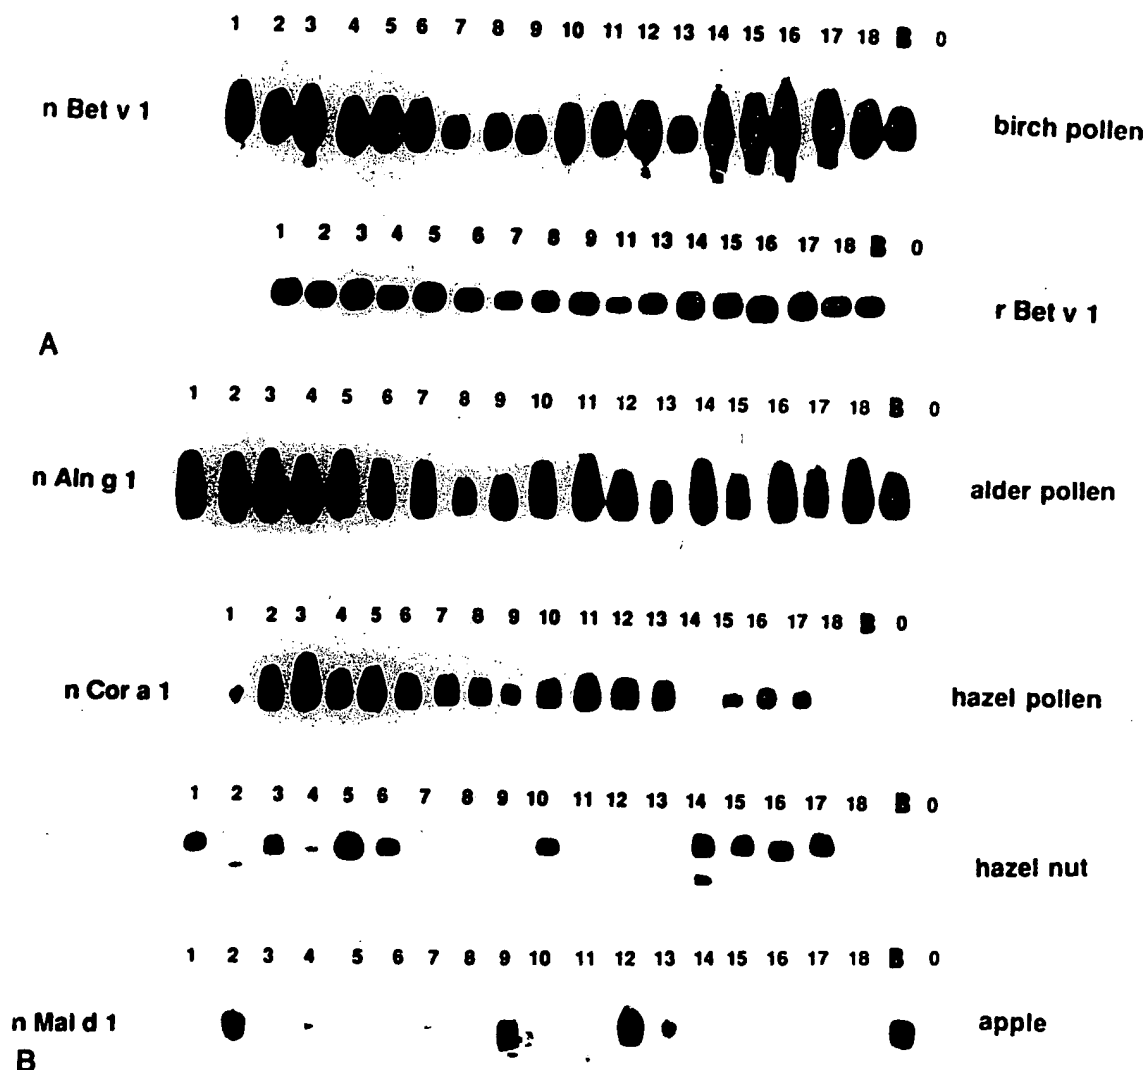 1 2 3 4 5 6 7 8 9 10 11 12 13 14 15 16 17 18 B 0
n Bet v 1 birch pollen
1 2 3 4 5 6 7 8 9 11 13 14 15 16 17 18 B 0
r Bet v 1
A
1 2 3 4 5 6 7 8 9 10 11 12 13 14 15 16 17 18 B 0
n Aln g 1 alder pollen
1 2 3 4 5 6 7 8 9 10 11 12 13 14 15 16 17 18 B 0
n Cor a 1 hazel pollen
1 2 3 4 5 6 7 8 9 10 11 12 13 14 15 16 17 18 B 0
hazel nut
1 2 3 4 5 6 7 8 9 10 11 12 13 14 15 16 17 18 B 0
n Mal d 1 apple
B